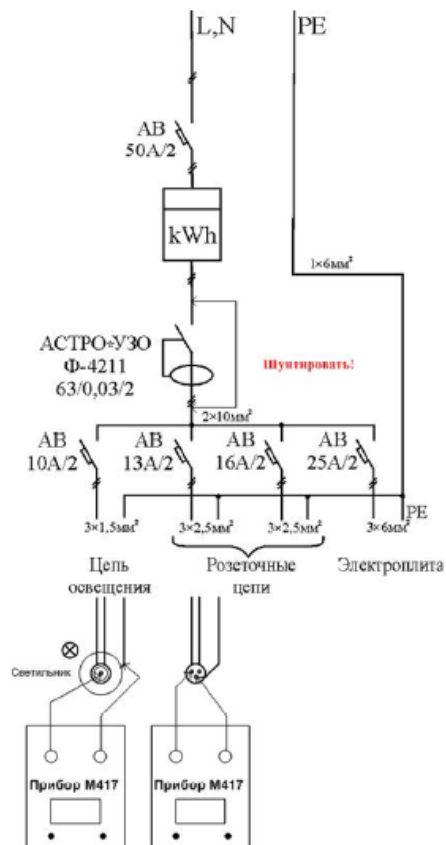 L,N
PE
АВ
50А/2
kWh
1×6мм²
АСТРО*УЗО
Ф-4211
63/0,03/2
Шунтировать!
2×10мм²
АВ
10А/2
АВ
13А/2
АВ
16А/2
АВ
25А/2
PE
3×1,5мм²
3×2,5мм²
3×2,5мм²
3×6мм²
Цепь
освещения
Розеточные
цепи
Электроплита
Светильник
Прибор М417
Прибор М417